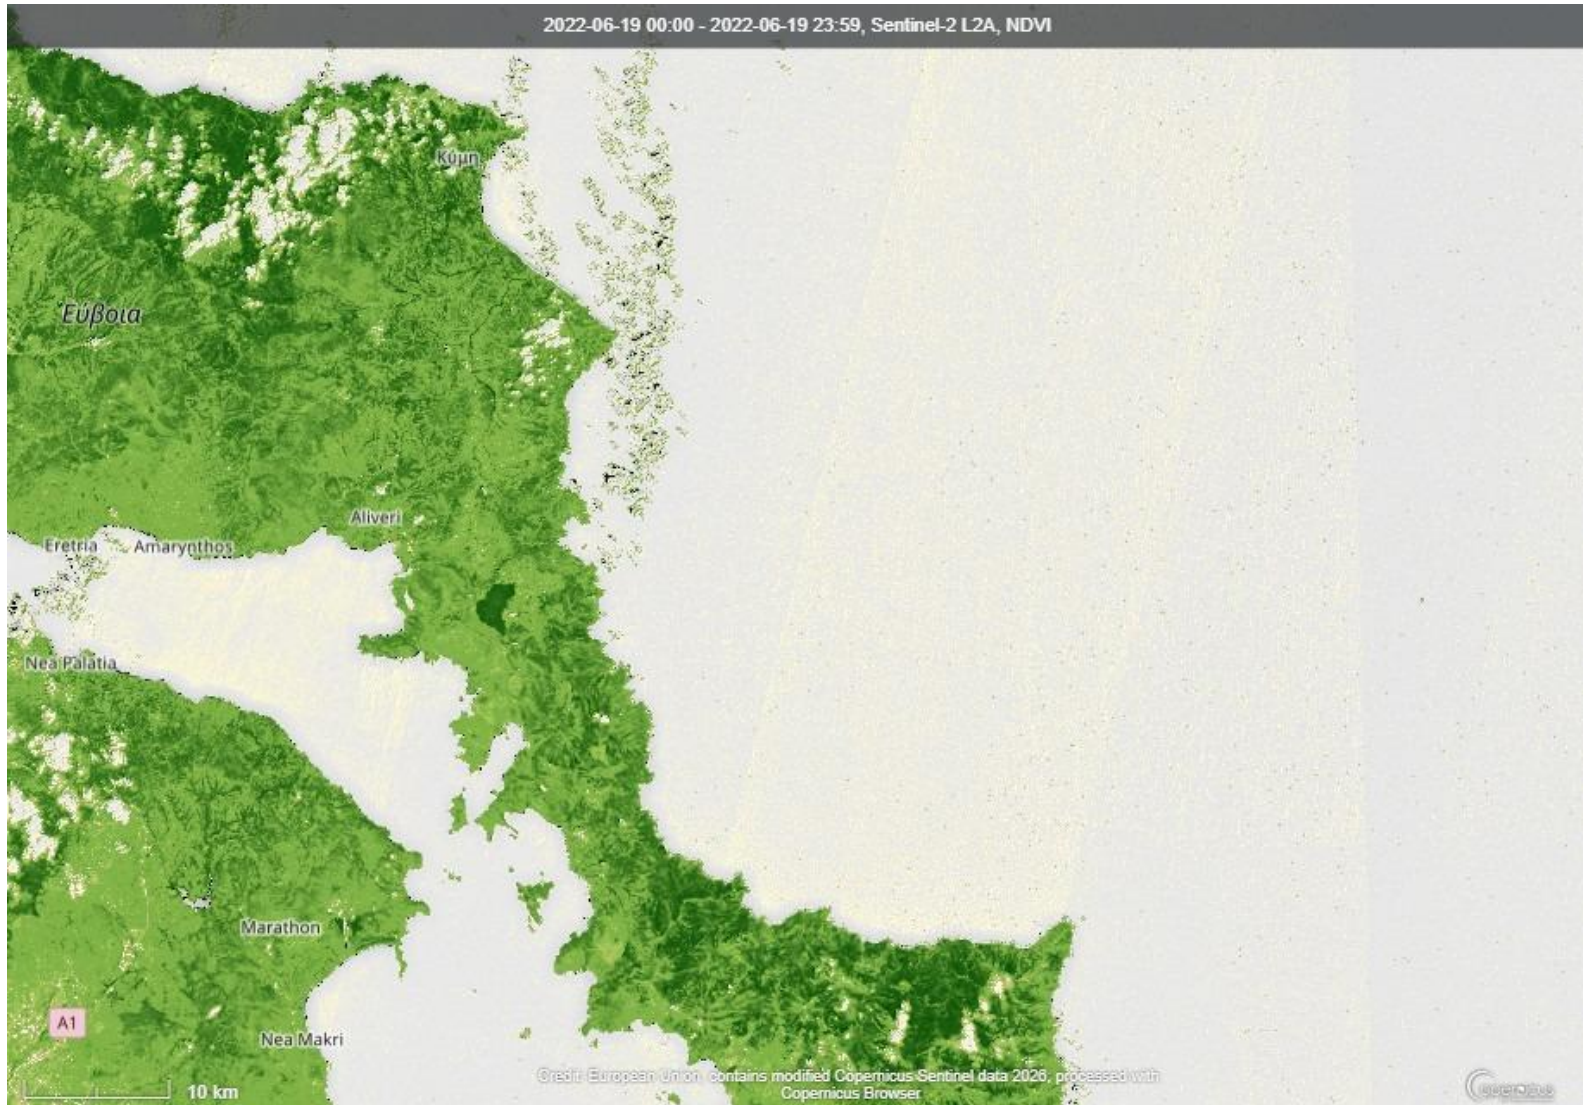 2022-06-19 00:00 - 2022-06-19 23:59, Sentinel-2 L2A, NDVI
Κύμη
Εύβοια
Aliveri
Eretria
Amarynthos
Nea Palatia
Marathon
A1
Nea Makri
10 km
Credit: European Union, contains modified Copernicus Sentinel data 2026, processed with
Copernicus Browser
opernicus